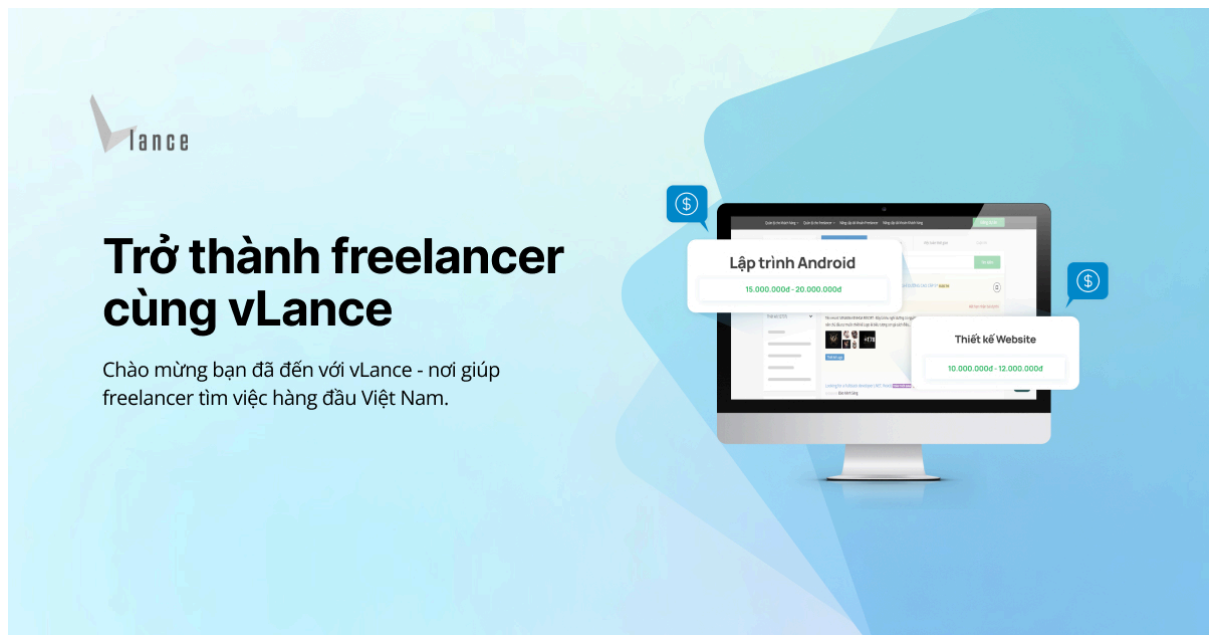 lance
Trở thành freelancer
cùng vLance
Chào mừng bạn đã đến với vLance - nơi giúp
freelancer tìm việc hàng đầu Việt Nam.
Lập trình Android
15.000.000đ - 20.000.000đ
Thiết kế Website
10.000.000đ - 12.000.000đ